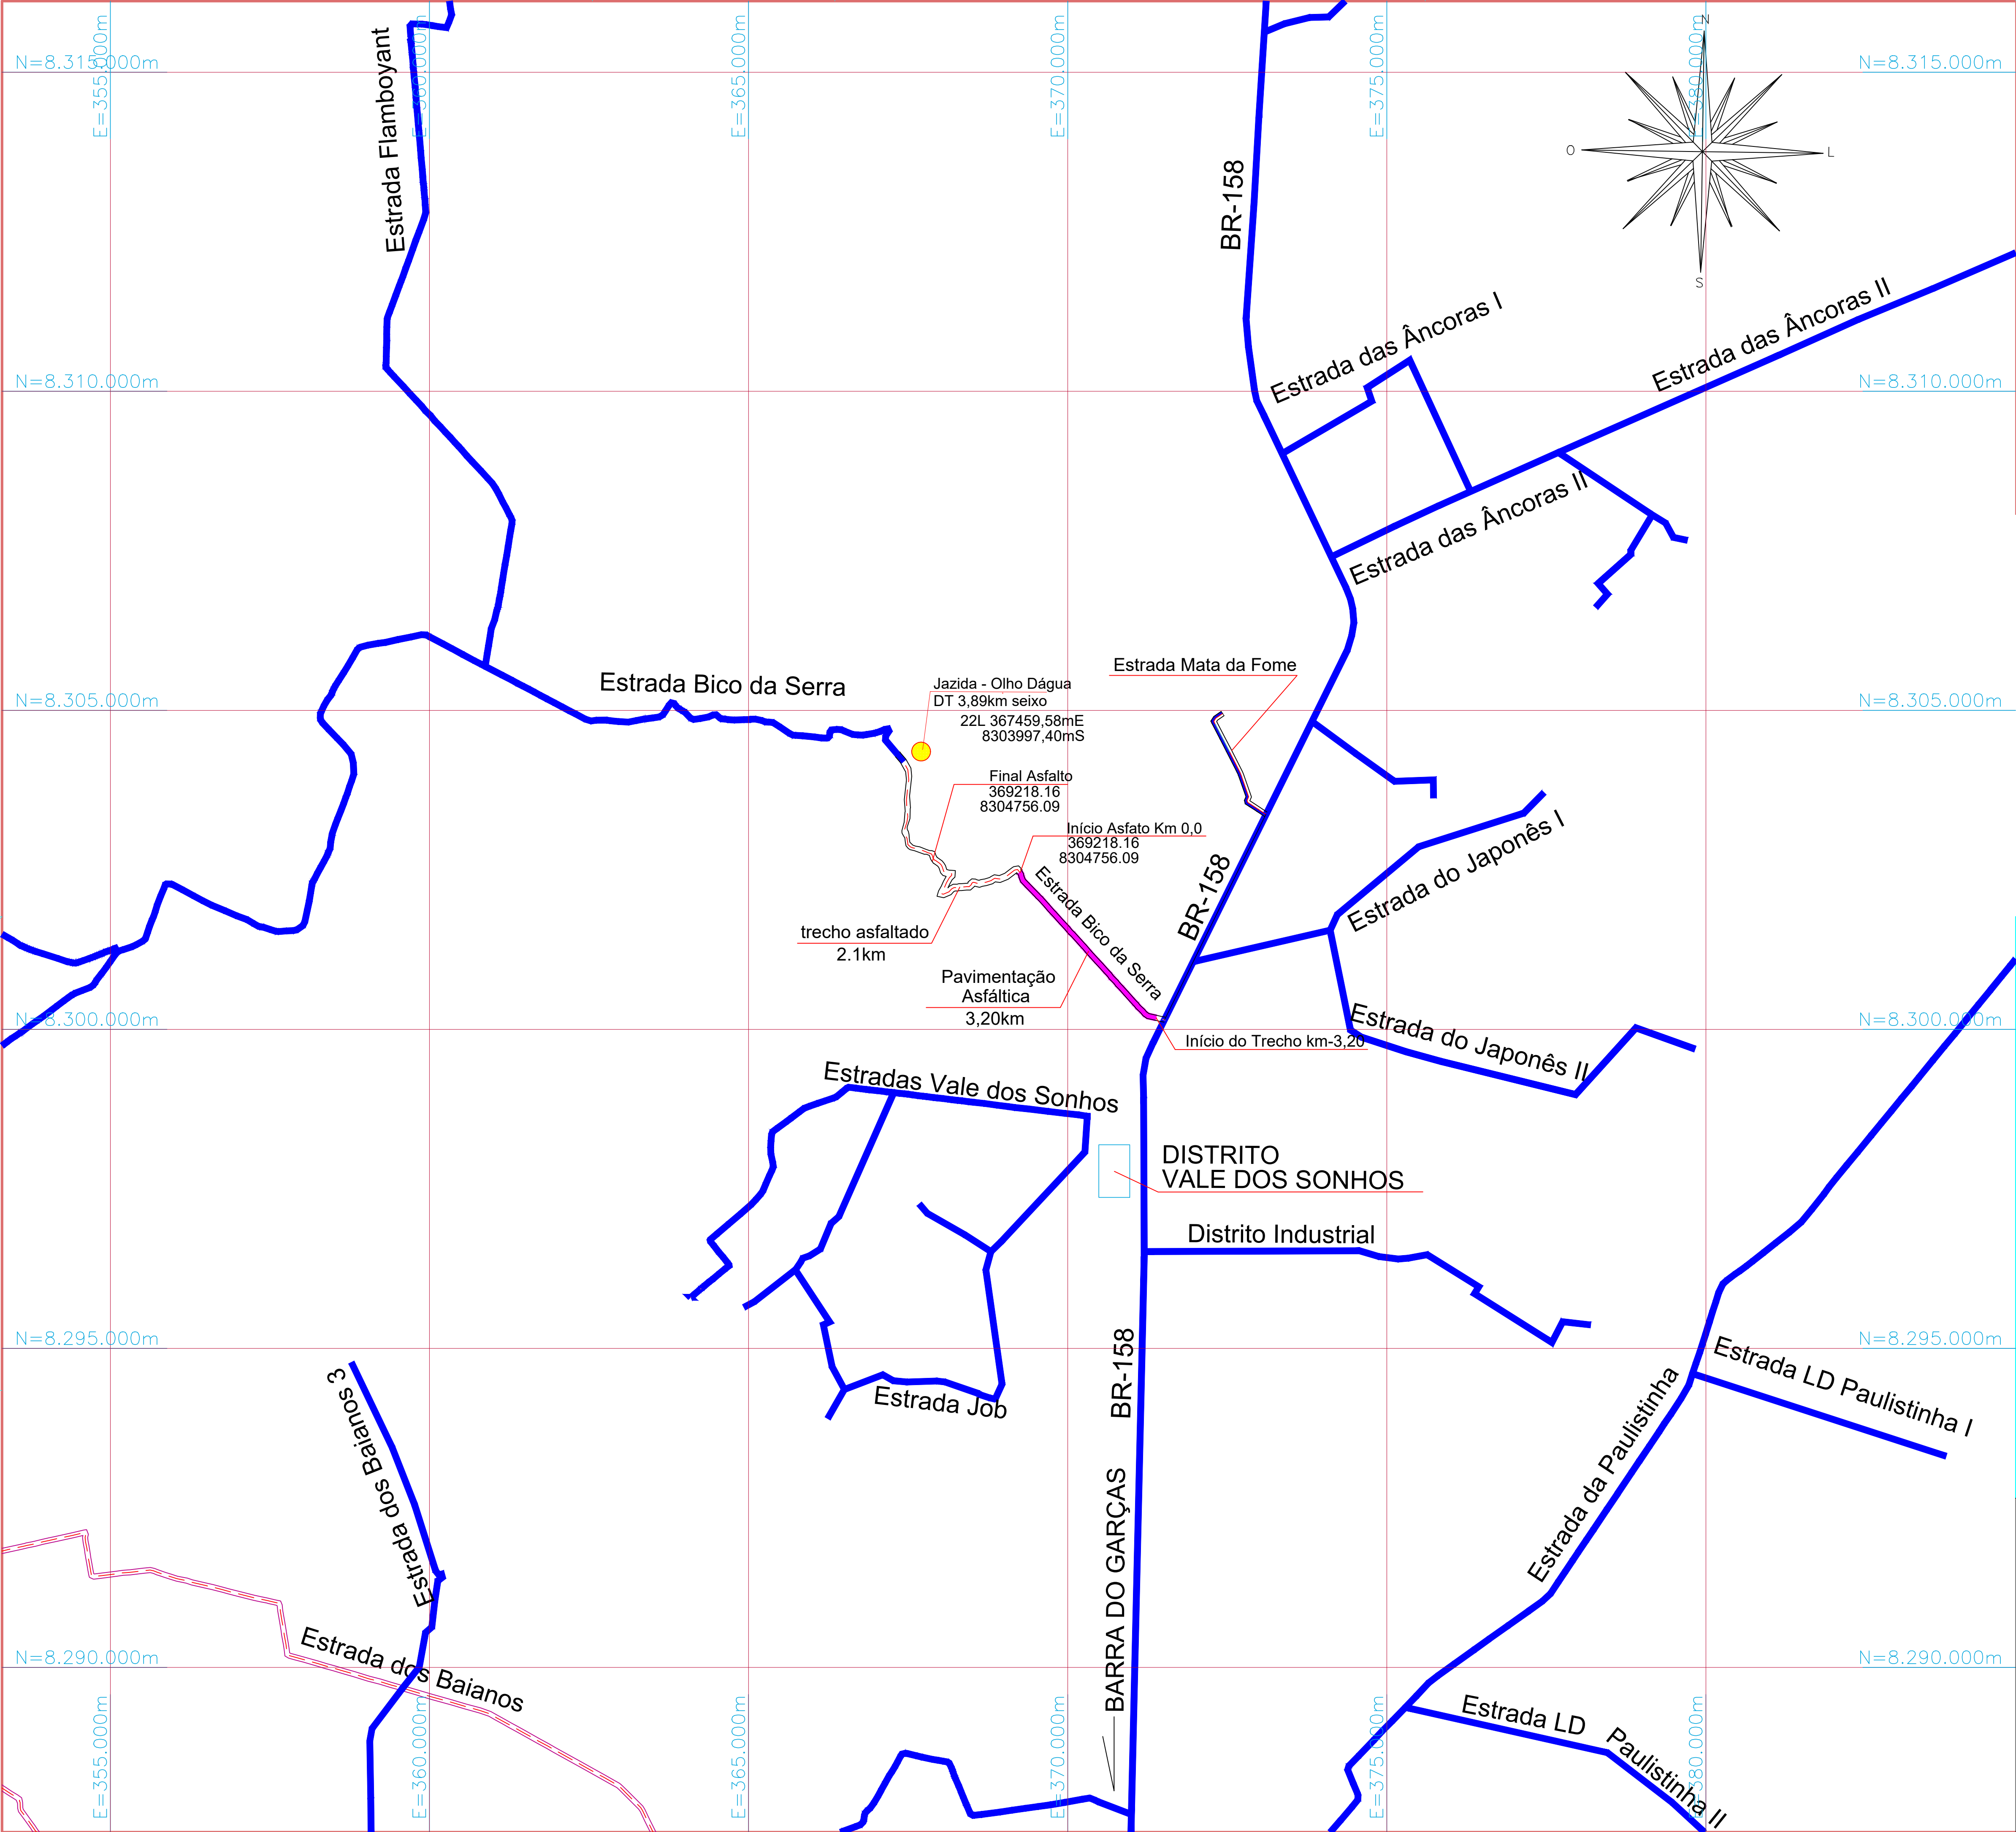 E=355.000m
E=360.000m
E=365.000m
E=370.000m
E=375.000m
E=380.000m
N=8.315.000m
N=8.315.000m
N
O
L
S
Estrada Flamboyant
BR-158
Estrada das Âncoras I
Estrada das Âncoras II
N=8.310.000m
N=8.310.000m
Estrada das Âncoras II
Estrada Mata da Fome
Estrada Bico da Serra
Jazida - Olho Dágua
DT 3,89km seixo
22L 367459,58mE
8303997,40mS
N=8.305.000m
N=8.305.000m
Final Asfalto
369218.16
8304756.09
Início Asfato Km 0,0
369218.16
8304756.09
Estrada Bico da Serra
BR-158
Estrada do Japonês I
trecho asfaltado
2.1km
Pavimentação
Asfáltica
3,20km
N=8.300.000m
N=8.300.000m
Início do Trecho km-3,20
Estrada do Japonês II
Estradas Vale dos Sonhos
DISTRITO
VALE DOS SONHOS
Distrito Industrial
N=8.295.000m
N=8.295.000m
BR-158
Estrada Job
Estrada dos Baianos 3
Estrada LD Paulistinha I
Estrada da Paulistinha
BARRA DO GARÇAS
Estrada dos Baianos
N=8.290.000m
N=8.290.000m
Estrada LD
Paulistinha II
E=355.000m
E=360.000m
E=365.000m
E=370.000m
E=375.000m
E=380.000m